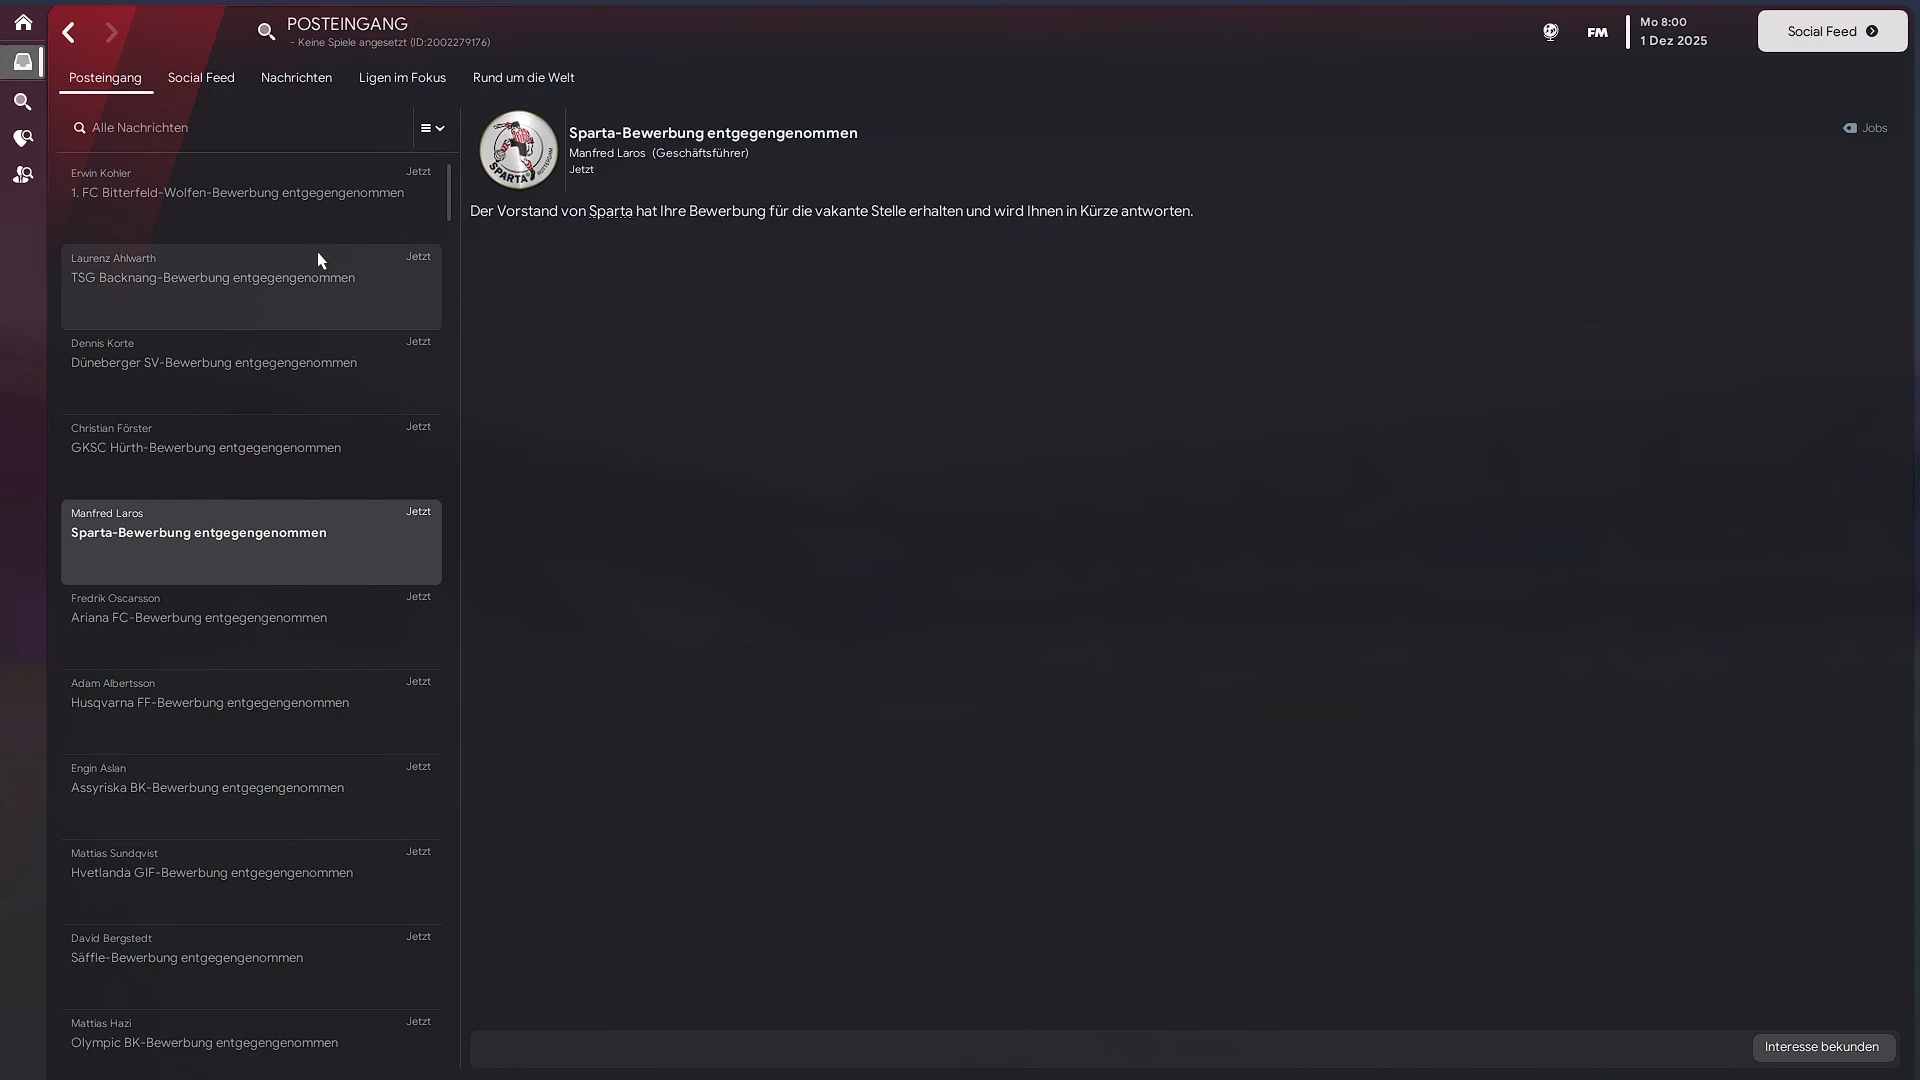 POSTEINGANG
- Keine Spiele angesetzt (ID:2002279176)
FM
Mo 8:00
1 Dez 2025
Social Feed
Posteingang
Social Feed
Nachrichten
Ligen im Fokus
Rund um die Welt
Alle Nachrichten
Erwin Kohler
Jetzt
1. FC Bitterfeld-Wolfen-Bewerbung entgegengenommen
Laurenz Ahlwarth
Jetzt
TSG Backnang-Bewerbung entgegengenommen
Dennis Korte
Jetzt
Düneberger SV-Bewerbung entgegengenommen
Christian Förster
Jetzt
GKSC Hürth-Bewerbung entgegengenommen
Manfred Laros
Jetzt
Sparta-Bewerbung entgegengenommen
Fredrik Oscarsson
Jetzt
Ariana FC-Bewerbung entgegengenommen
Adam Albertsson
Jetzt
Husqvarna FF-Bewerbung entgegengenommen
Engin Aslan
Jetzt
Assyriska BK-Bewerbung entgegengenommen
Mattias Sundqvist
Jetzt
Hvetlanda GIF-Bewerbung entgegengenommen
David Bergstedt
Jetzt
Säffle-Bewerbung entgegengenommen
Mattias Hazi
Jetzt
Olympic BK-Bewerbung entgegengenommen
SPARTA
ROTTERDAM
Sparta-Bewerbung entgegengenommen
Manfred Laros (Geschäftsführer)
Jetzt
Jobs
Der Vorstand von Sparta hat Ihre Bewerbung für die vakante Stelle erhalten und wird Ihnen in Kürze antworten.
Interesse bekunden